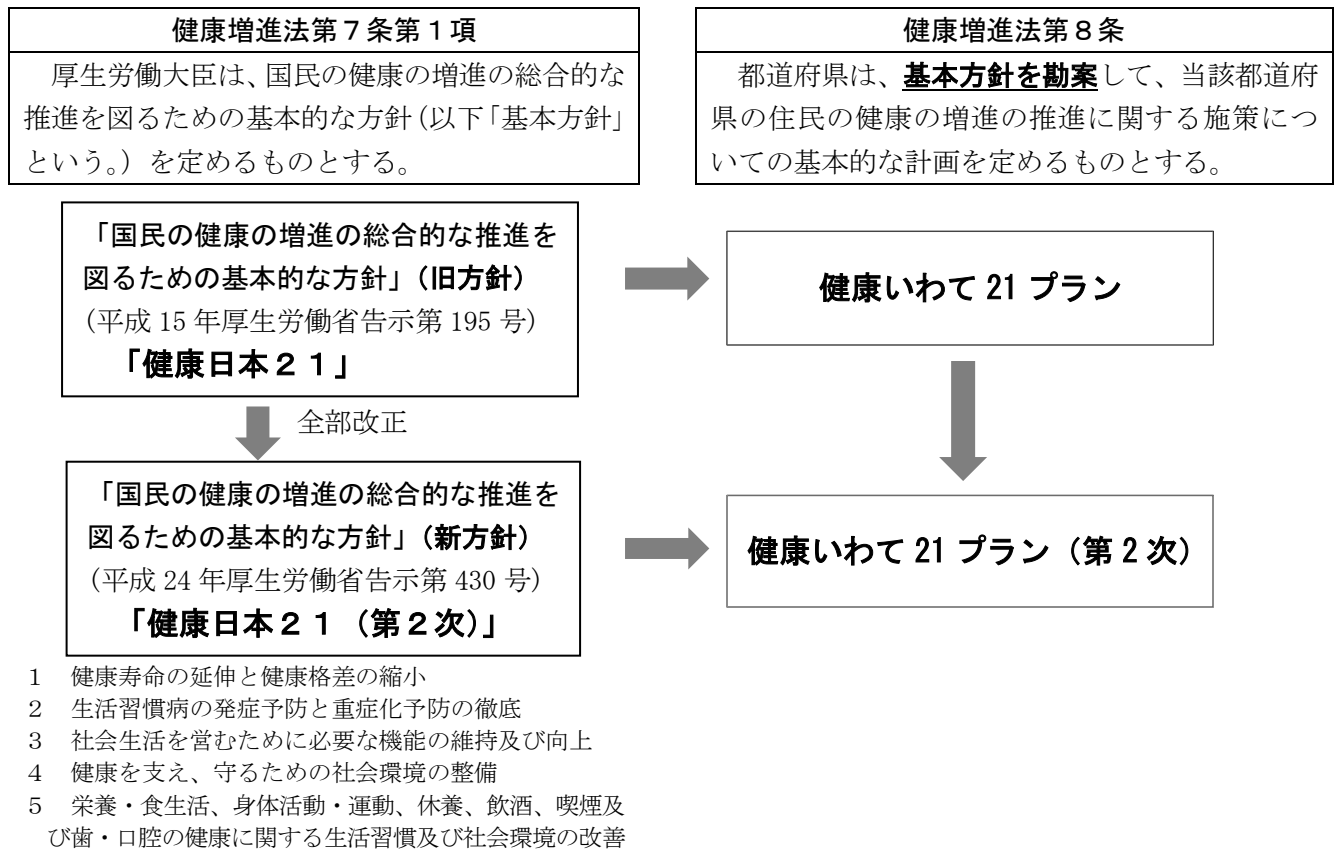 健康増進法第７条第１項
厚生労働大臣は、国民の健康の増進の総合的な
推進を図るための基本的な方針（以下「基本方針」
という。）を定めるものとする。
健康増進法第８条
都道府県は、基本方針を勘案して、当該都道府
県の住民の健康の増進の推進に関する施策につ
いての基本的な計画を定めるものとする。
「国民の健康の増進の総合的な推進を
図るための基本的な方針」（旧方針）
（平成 15 年厚生労働省告示第 195 号）
「健康日本２１」
健康いわて 21 プラン
全部改正
「国民の健康の増進の総合的な推進を
図るための基本的な方針」（新方針）
（平成 24 年厚生労働省告示第 430 号）
「健康日本２１（第２次）」
健康いわて 21 プラン（第 2 次）
１　健康寿命の延伸と健康格差の縮小
２　生活習慣病の発症予防と重症化予防の徹底
３　社会生活を営むために必要な機能の維持及び向上
４　健康を支え、守るための社会環境の整備
５　栄養・食生活、身体活動・運動、休養、飲酒、喫煙及
び歯・口腔の健康に関する生活習慣及び社会環境の改善